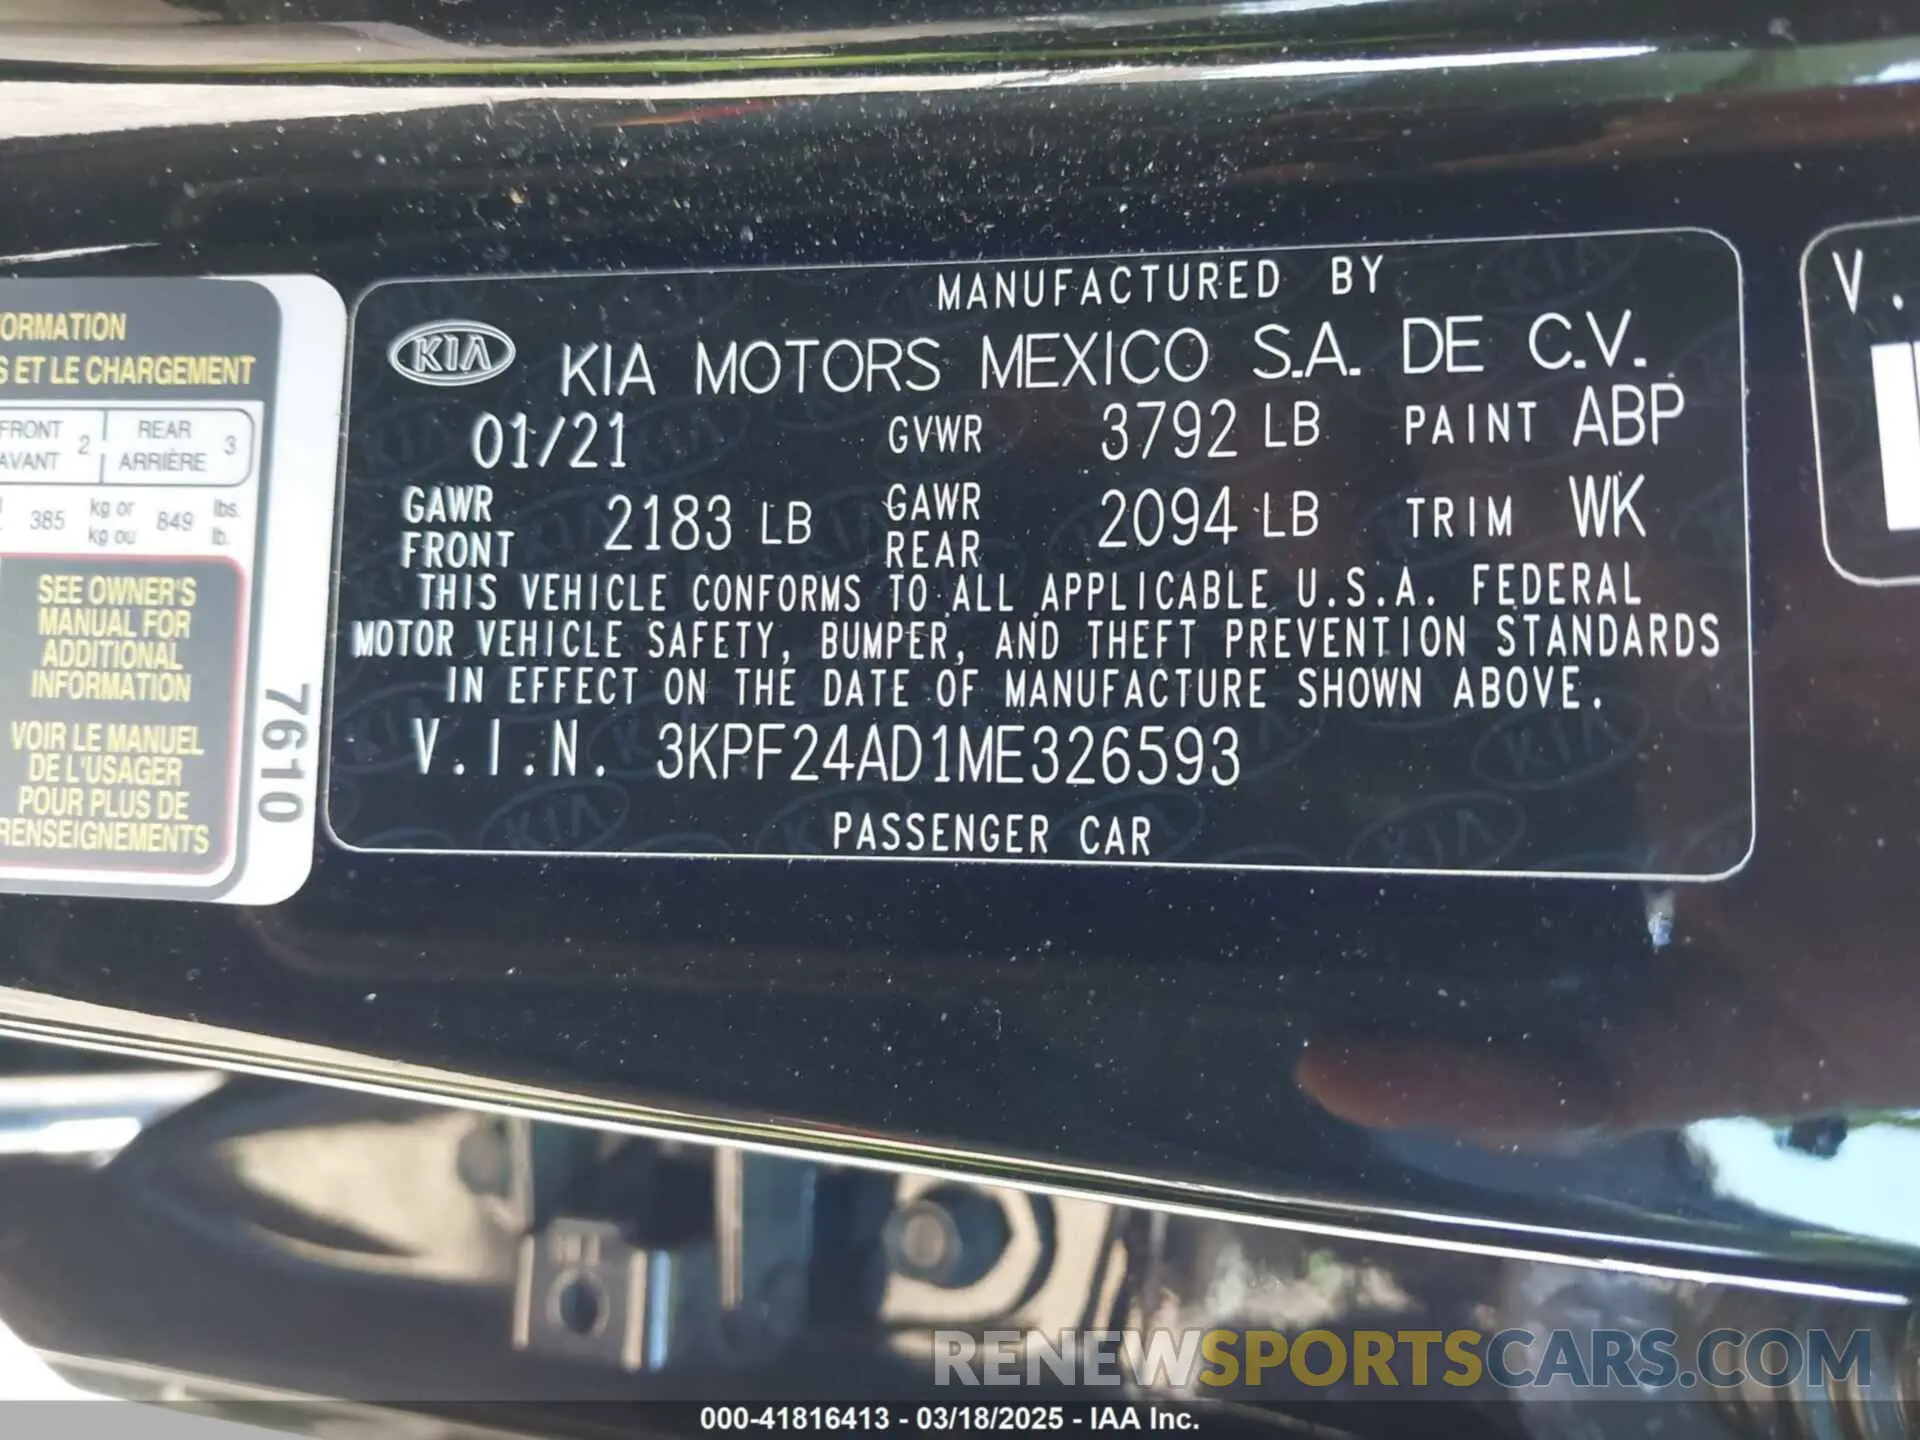 ORMATION
S ET LE CHARGEMENT
FRONT
AVANT 2
REAR
ARRIÈRE 3
385 kg or
kg ou 849 lbs.
lb.
SEE OWNER'S
MANUAL FOR
ADDITIONAL
INFORMATION
VOIR LE MANUEL
DE L'USAGER
POUR PLUS DE
RENSEIGNEMENTS
7610
MANUFACTURED BY
KIA KIA MOTORS MEXICO S.A. DE C.V.
01/21 GVWR 3792 LB PAINT ABP
GAWR
FRONT 2183 LB GAWR
REAR 2094 LB TRIM WK
THIS VEHICLE CONFORMS TO ALL APPLICABLE U.S.A. FEDERAL
MOTOR VEHICLE SAFETY, BUMPER, AND THEFT PREVENTION STANDARDS
IN EFFECT ON THE DATE OF MANUFACTURE SHOWN ABOVE.
V.I.N. 3KPF24AD1ME326593
PASSENGER CAR
V.
RENEWSPORTSCARS.COM
000-41816413 - 03/18/2025 - IAA Inc.